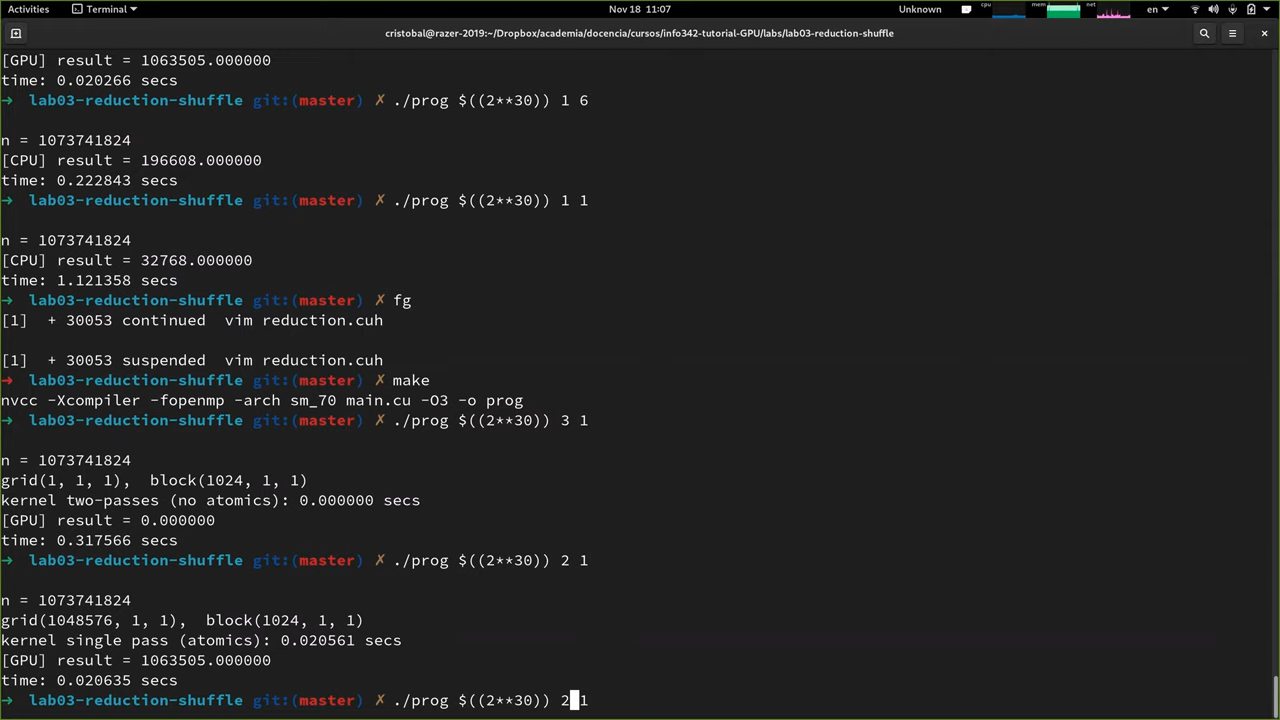 Activities Terminal Nov 18 11:07 Unknown cpu mem net en
cristobal@razer-2019:~/Dropbox/academia/docencia/cursos/info342-tutorial-GPU/labs/lab03-reduction-shuffle
[GPU] result = 1063505.000000
time: 0.020266 secs
→ lab03-reduction-shuffle git:(master) ✗ ./prog $((2**30)) 1 6
n = 1073741824
[CPU] result = 196608.000000
time: 0.222843 secs
→ lab03-reduction-shuffle git:(master) ✗ ./prog $((2**30)) 1 1
n = 1073741824
[CPU] result = 32768.000000
time: 1.121358 secs
→ lab03-reduction-shuffle git:(master) ✗ fg
[1]  + 30053 continued  vim reduction.cuh
[1]  + 30053 suspended  vim reduction.cuh
→ lab03-reduction-shuffle git:(master) ✗ make
nvcc -Xcompiler -fopenmp -arch sm_70 main.cu -O3 -o prog
→ lab03-reduction-shuffle git:(master) ✗ ./prog $((2**30)) 3 1
n = 1073741824
grid(1, 1, 1),  block(1024, 1, 1)
kernel two-passes (no atomics): 0.000000 secs
[GPU] result = 0.000000
time: 0.317566 secs
→ lab03-reduction-shuffle git:(master) ✗ ./prog $((2**30)) 2 1
n = 1073741824
grid(1048576, 1, 1),  block(1024, 1, 1)
kernel single pass (atomics): 0.020561 secs
[GPU] result = 1063505.000000
time: 0.020635 secs
→ lab03-reduction-shuffle git:(master) ✗ ./prog $((2**30)) 2 1